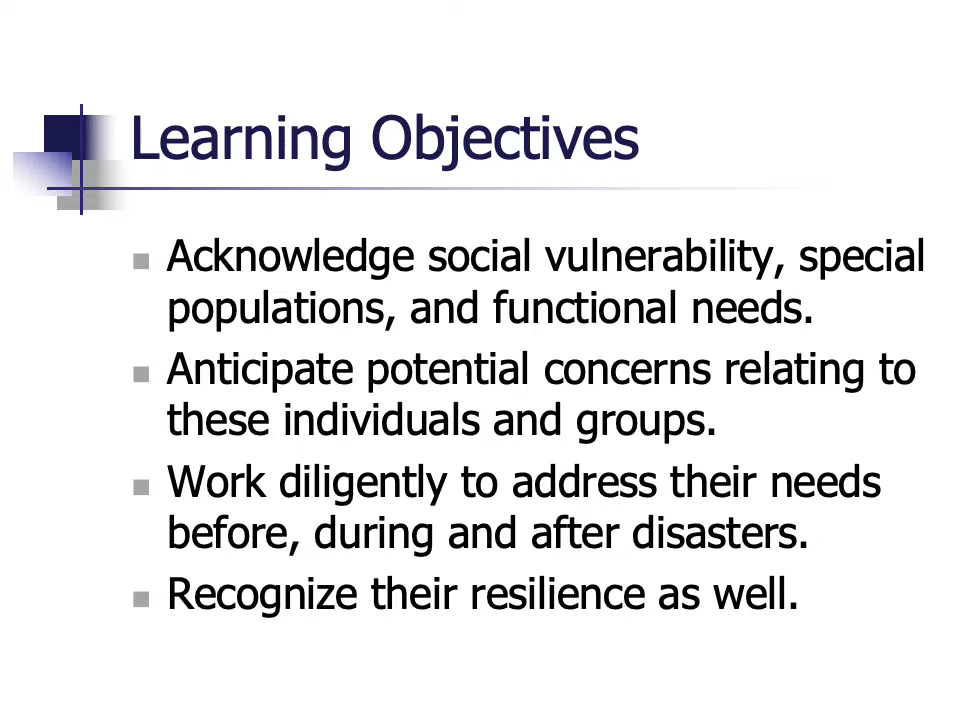 Learning Objectives
Acknowledge social vulnerability, special
populations, and functional needs.
Anticipate potential concerns relating to
these individuals and groups.
Work diligently to address their needs
before, during and after disasters.
Recognize their resilience as well.